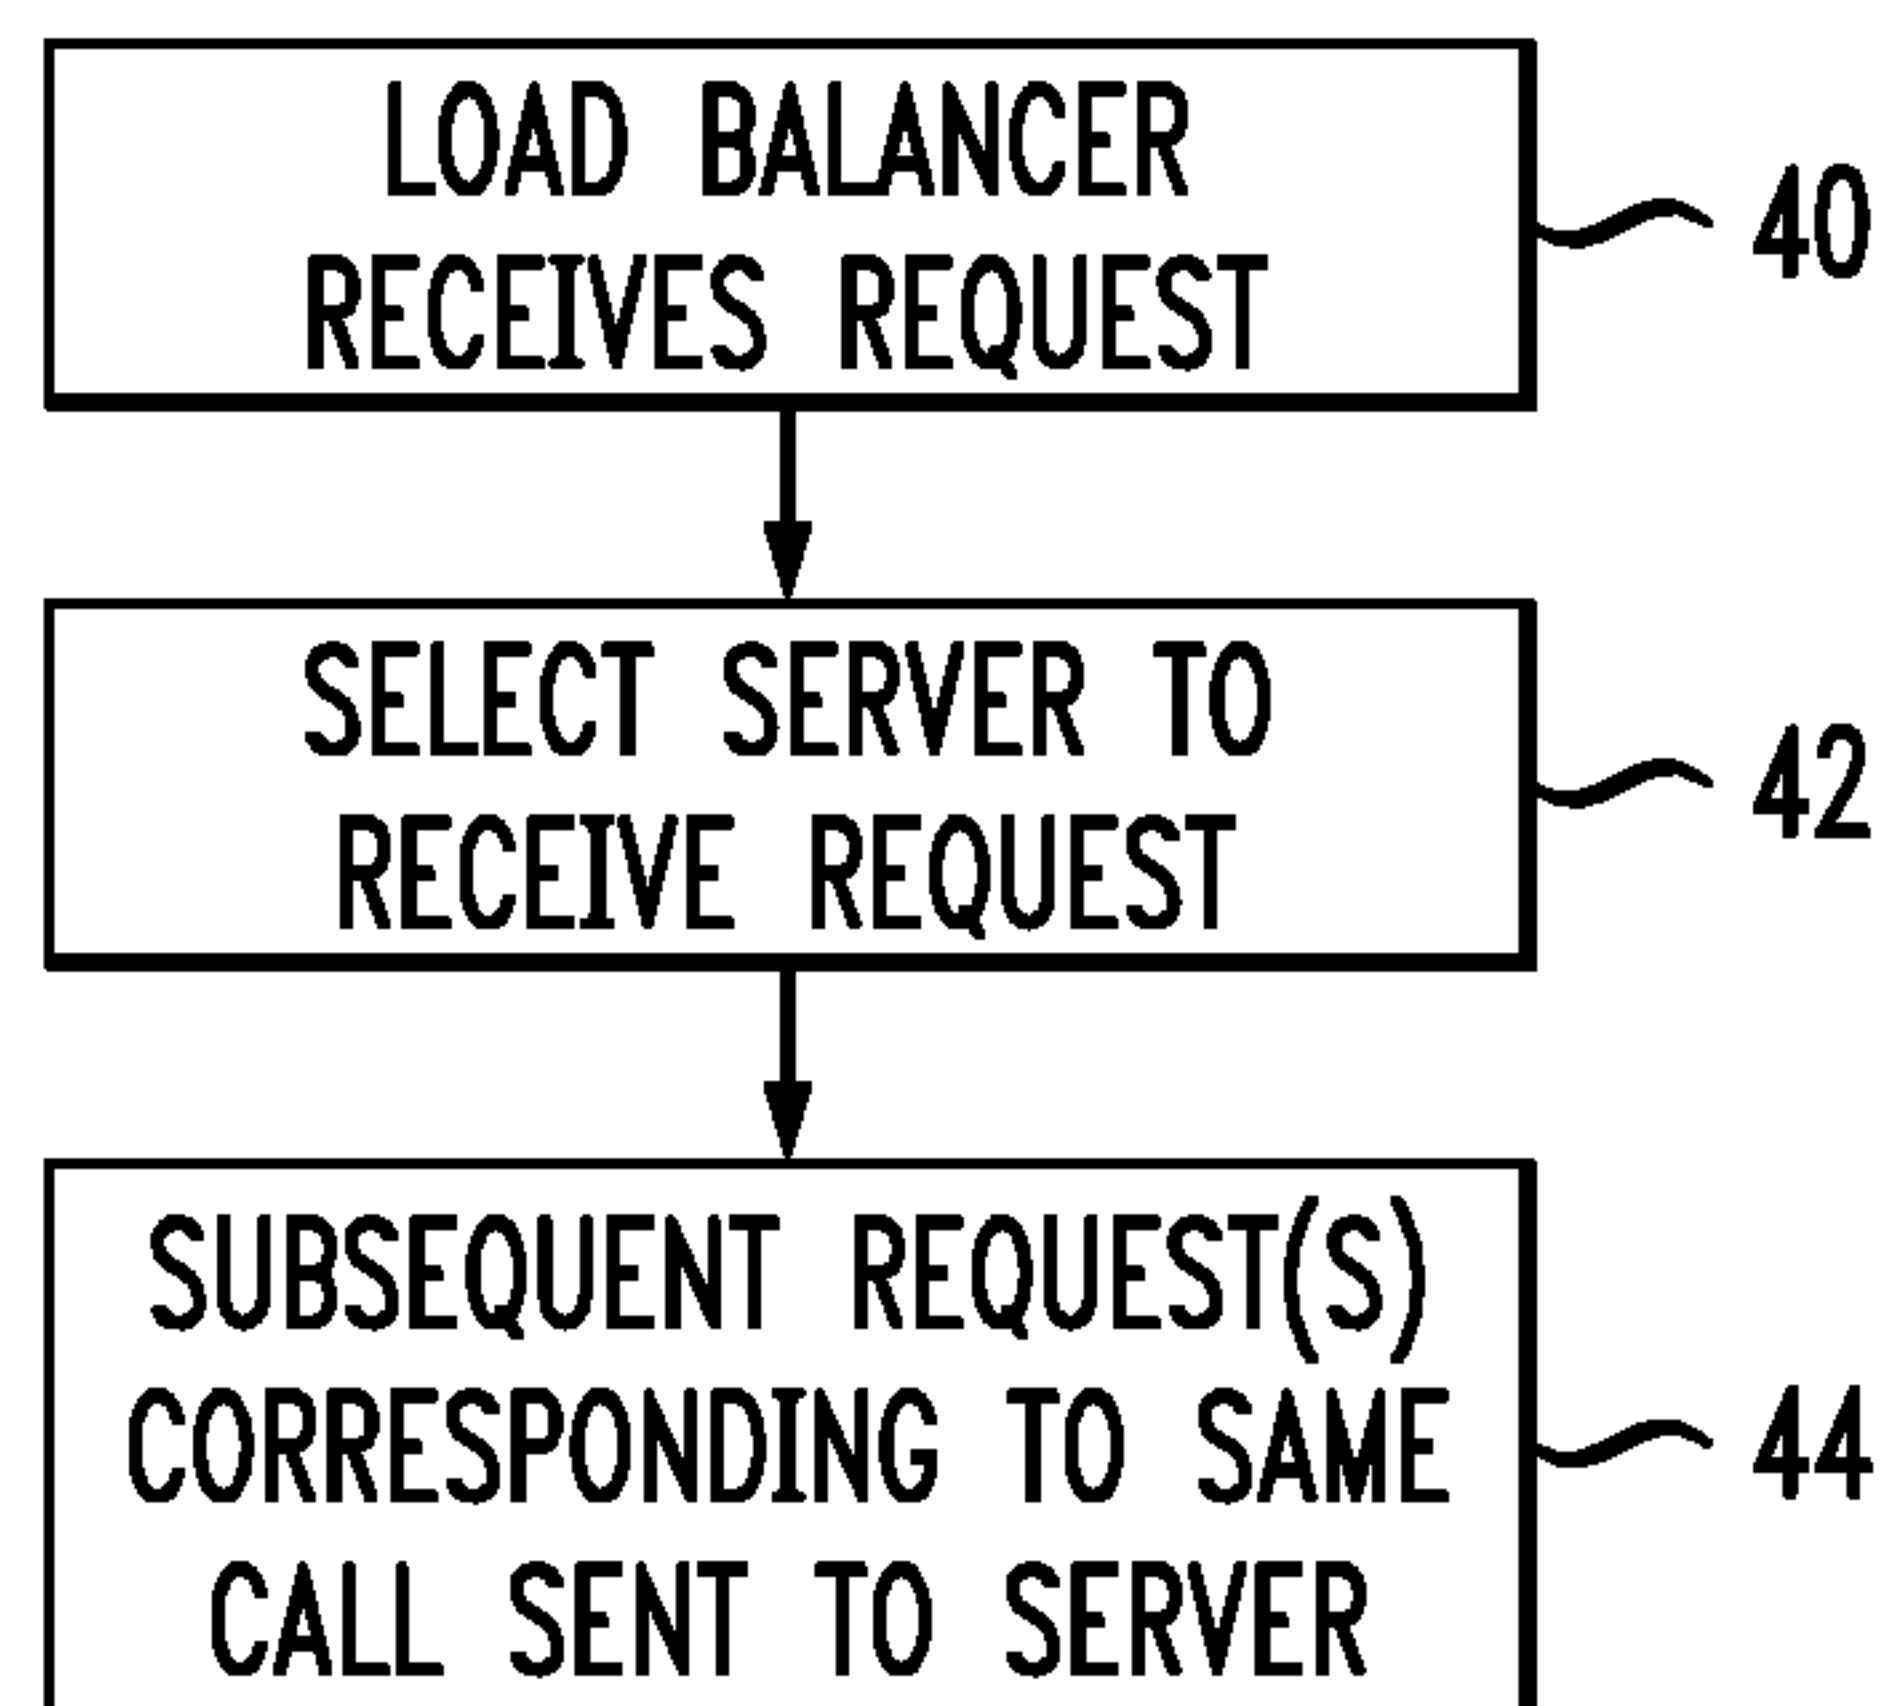 LOAD BALANCER
RECEIVES REQUEST
40
SELECT SERVER TO
RECEIVE REQUEST
42
SUBSEQUENT REQUEST(S)
CORRESPONDING TO SAME
CALL SENT TO SERVER
44